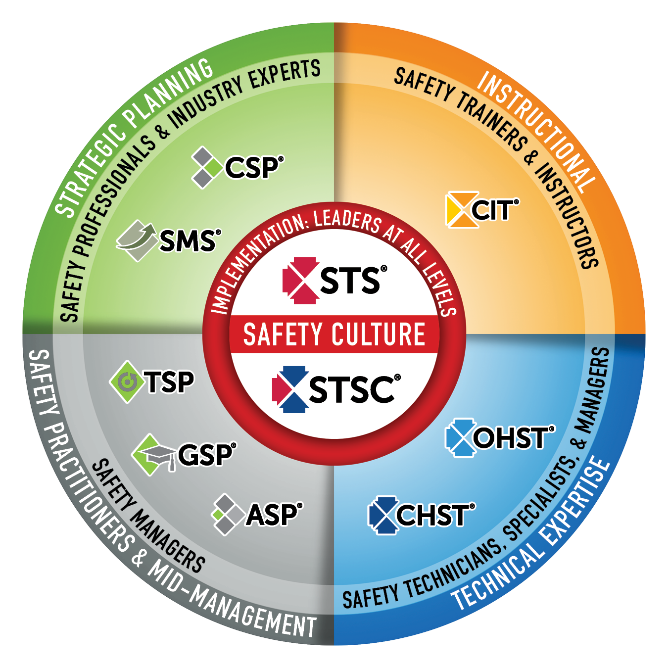 STRATEGIC PLANNING
SAFETY PROFESSIONALS & INDUSTRY EXPERTS
CSP®
SMS®
INSTRUCTIONAL
SAFETY TRAINERS & INSTRUCTORS
CIT®
IMPLEMENTATION: LEADERS AT ALL LEVELS
STS®
SAFETY CULTURE
STSC®
TSP
GSP®
ASP®
SAFETY MANAGERS
SAFETY PRACTITIONERS & MID-MANAGEMENT
OHST®
CHST®
SAFETY TECHNICIANS, SPECIALISTS, & MANAGERS
TECHNICAL EXPERTISE